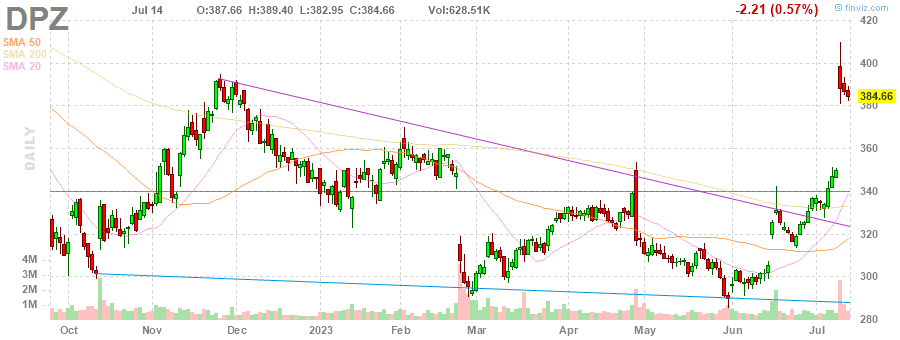 DPZ
Jul 14 O:387.66 H:389.40 L:382.95 C:384.66 Vol:628.51K -2.21 (0.57%) © finviz.com
SMA 50
SMA 200
SMA 20
DAILY
420
400
384.66
380
360
340
320
300
280
4M
3M
2M
1M
Oct Nov Dec 2023 Feb Mar Apr May Jun Jul